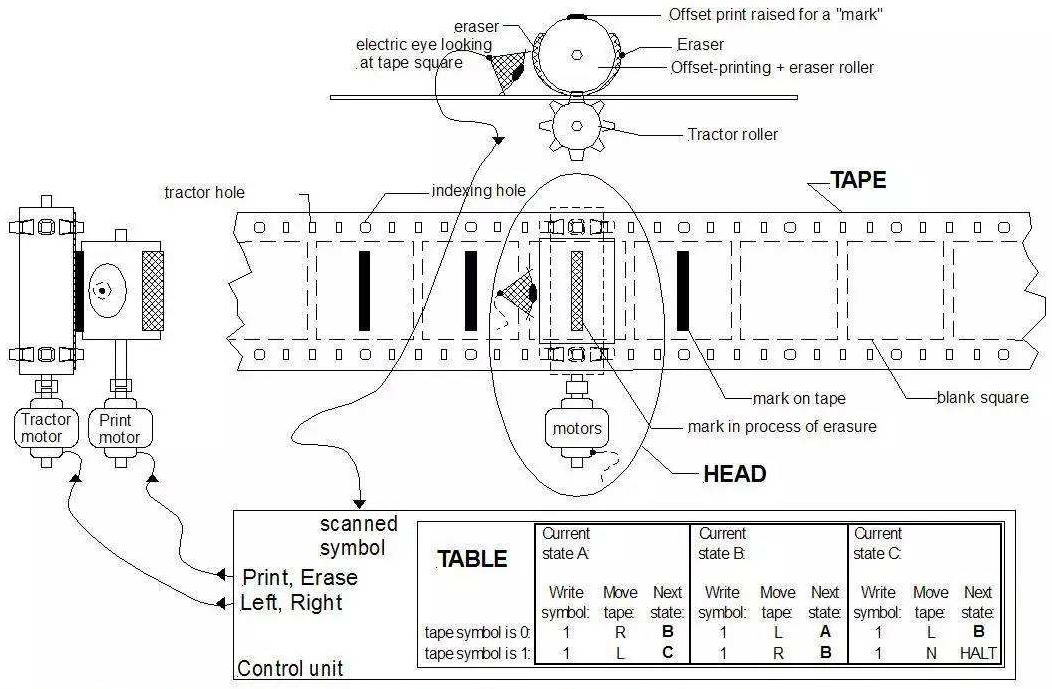 Offset print raised for a "mark"
eraser
electric eye looking
at tape square
Eraser
Offset-printing + eraser roller
Tractor roller
TAPE
tractor hole
indexing hole
Tractor
motor
Print
motor
motors
mark on tape
blank square
mark in process of erasure
HEAD
scanned
symbol
Print, Erase
Left, Right
Control unit
TABLE
Current
state A:
Current
state B:
Current
state C:
Write Move Next Write Move Next Write Move Next
symbol: tape: state: symbol: tape: state: symbol: tape: state:
tape symbol is 0: 1 R B 1 L A 1 L B
tape symbol is 1: 1 L C 1 R B 1 N HALT